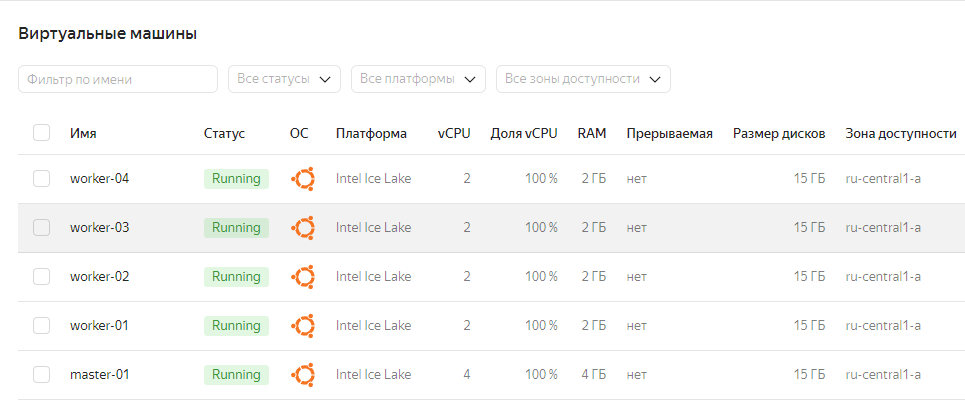 Виртуальные машины
Фильтр по имени Все статусы Все платформы Все зоны доступности
Имя Статус ОС Платформа vCPU Доля vCPU RAM Прерываемая Размер дисков Зона доступности
worker-04 Running Intel Ice Lake 2 100 % 2 ГБ нет 15 ГБ ru-central1-a
worker-03 Running Intel Ice Lake 2 100 % 2 ГБ нет 15 ГБ ru-central1-a
worker-02 Running Intel Ice Lake 2 100 % 2 ГБ нет 15 ГБ ru-central1-a
worker-01 Running Intel Ice Lake 2 100 % 2 ГБ нет 15 ГБ ru-central1-a
master-01 Running Intel Ice Lake 4 100 % 4 ГБ нет 15 ГБ ru-central1-a